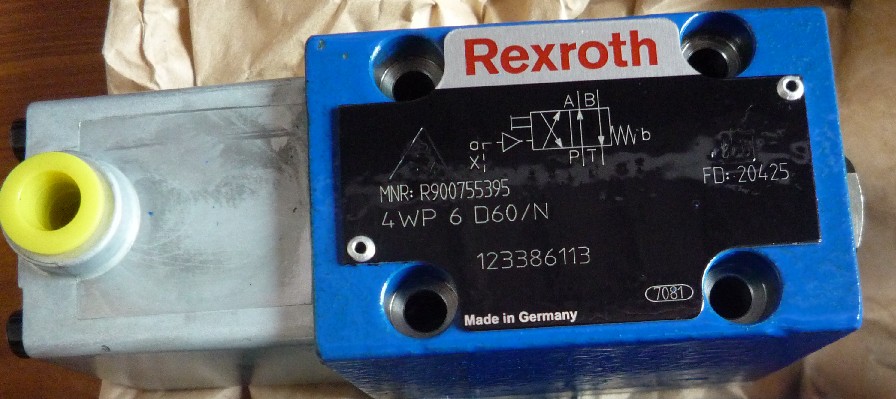 Rexroth
A B
a
X
b
P T
MNR: R900755395
FD: 20425
4WP 6 D60/N
123386113
7081
Made in Germany